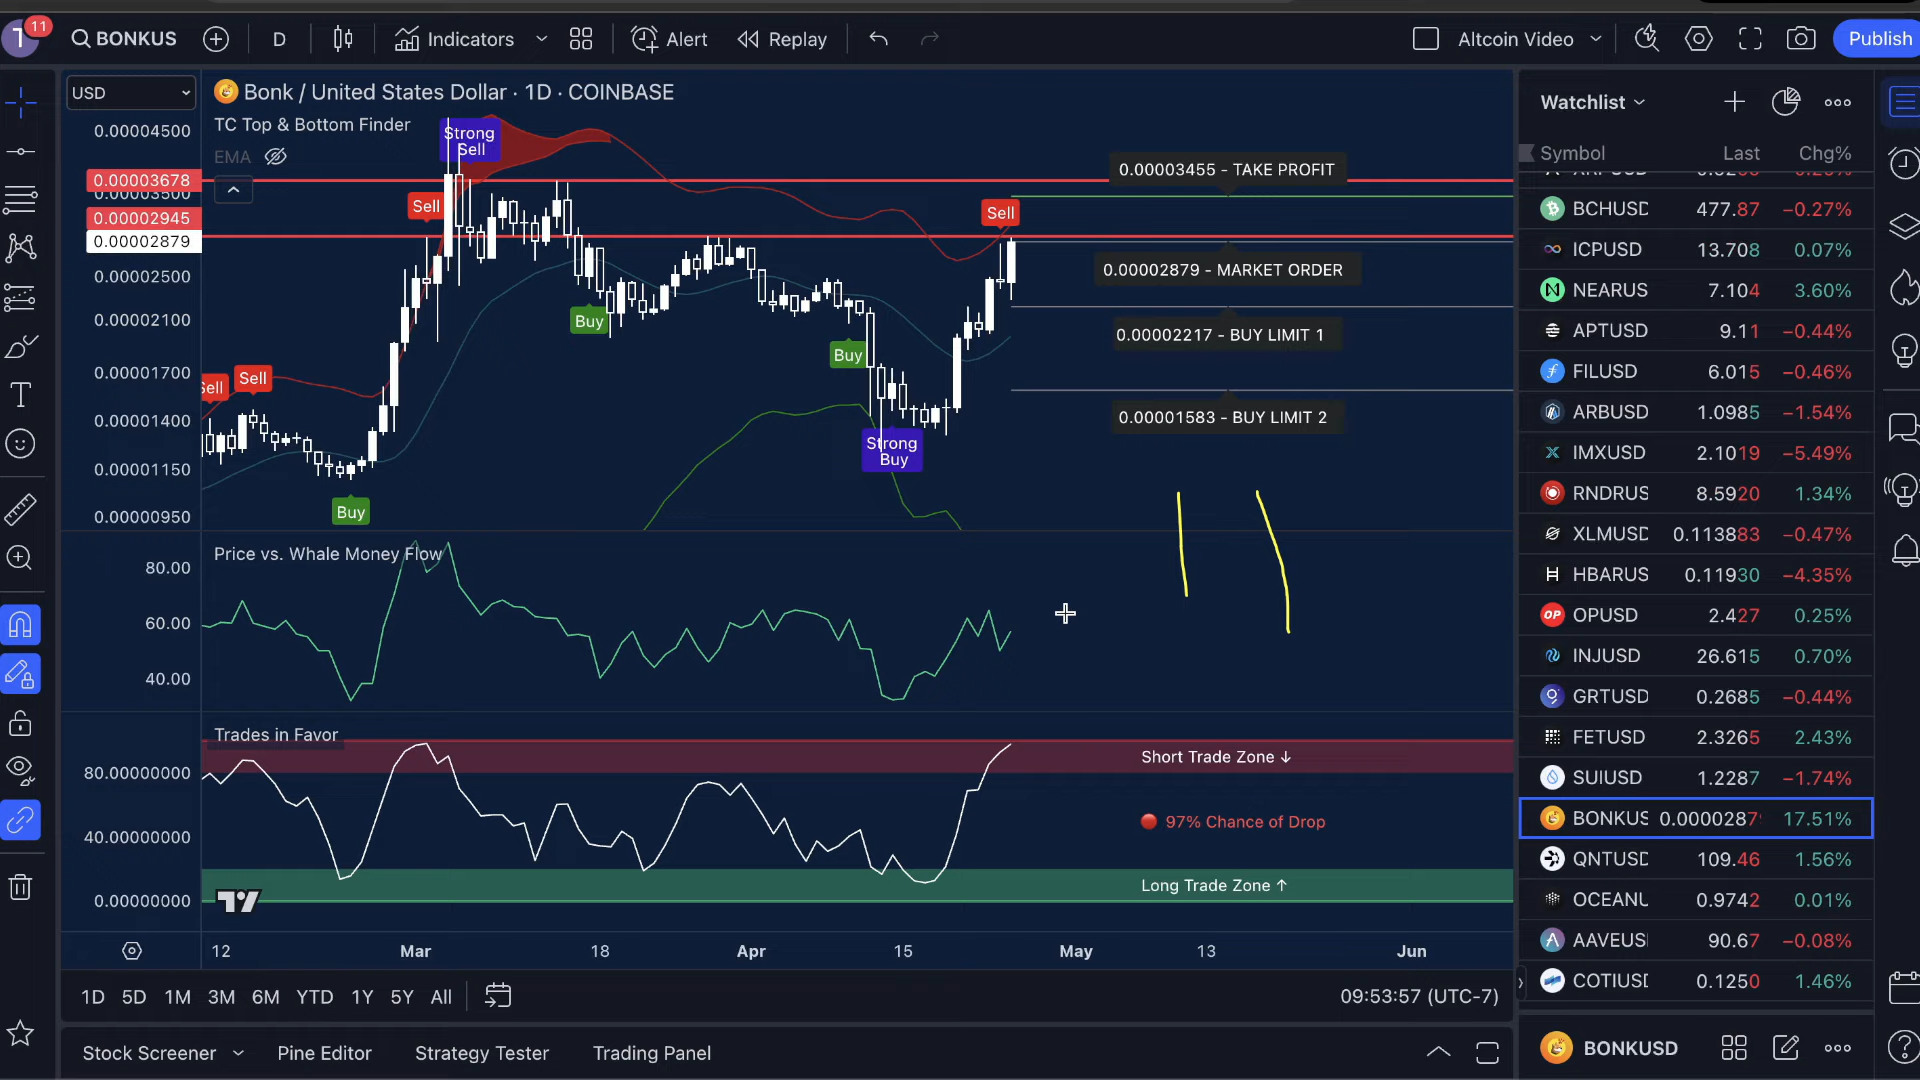 T
11
BONKUS
D
Indicators
Alert
Replay
Altcoin Video
Publish
USD
Bonk / United States Dollar · 1D · COINBASE
TC Top & Bottom Finder
EMA
0.00004500
0.00003678
0.00003500
0.00002945
0.00002879
0.00002500
0.00002100
0.00001700
0.00001400
0.00001150
0.00000950
Strong
Sell
Sell
Sell
0.00003455 - TAKE PROFIT
0.00002879 - MARKET ORDER
0.00002217 - BUY LIMIT 1
0.00001583 - BUY LIMIT 2
Buy
Buy
Sell
Sell
Strong
Buy
Buy
Price vs. Whale Money Flow
80.00
60.00
40.00
Trades in Favor
80.00000000
40.00000000
0.00000000
Short Trade Zone ↓
97% Chance of Drop
Long Trade Zone ↑
12 Mar 18 Apr 15 May 13 Jun
1D 5D 1M 3M 6M YTD 1Y 5Y All
09:53:57 (UTC-7)
Stock Screener
Pine Editor
Strategy Tester
Trading Panel
Watchlist
Symbol Last Chg%
BCHUSD 477.87 −0.27%
ICPUSD 13.708 0.07%
NEARUS 7.104 3.60%
APTUSD 9.11 −0.44%
FILUSD 6.015 −0.46%
ARBUSD 1.0985 −1.54%
IMXUSD 2.1019 −5.49%
RNDRUS 8.5920 1.34%
XLMUSD 0.113883 −0.47%
HBARUS 0.11930 −4.35%
OP OPUSD 2.427 0.25%
INJUSD 26.615 0.70%
GRTUSD 0.2685 −0.44%
FETUSD 2.3265 2.43%
SUIUSD 1.2287 −1.74%
BONKUS 0.0000287 17.51%
QNTUSD 109.46 1.56%
OCEANU 0.9742 0.01%
AAVEUS 90.67 −0.08%
COTIUSD 0.1250 1.46%
BONKUSD